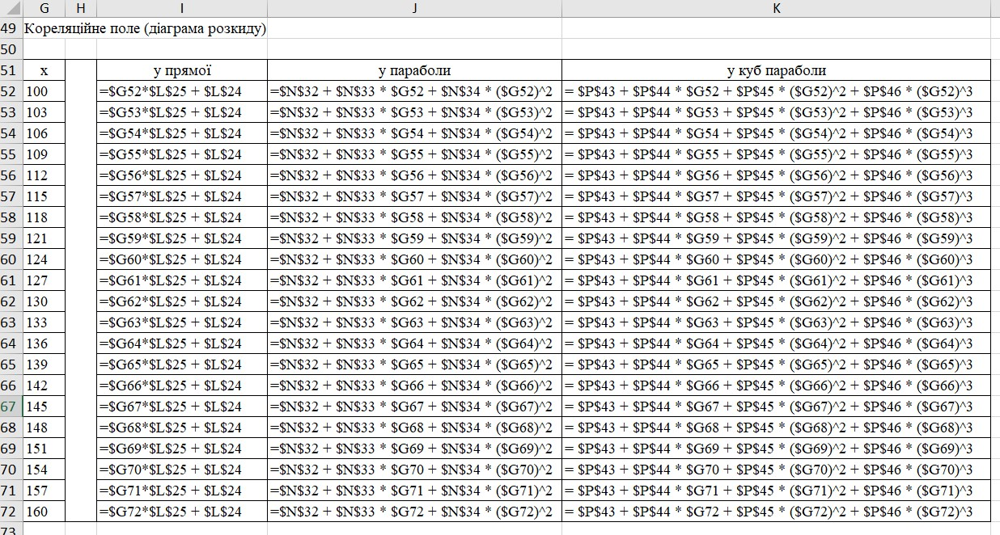 G H I J K
49 Кореляційне поле (діаграма розкиду)
50
51 x у прямої у параболи у куб параболи
52 100 =$G52*$L$25 + $L$24 =$N$32 + $N$33 * $G52 + $N$34 * ($G52)^2 = $P$43 + $P$44 * $G52 + $P$45 * ($G52)^2 + $P$46 * ($G52)^3
53 103 =$G53*$L$25 + $L$24 =$N$32 + $N$33 * $G53 + $N$34 * ($G53)^2 = $P$43 + $P$44 * $G53 + $P$45 * ($G53)^2 + $P$46 * ($G53)^3
54 106 =$G54*$L$25 + $L$24 =$N$32 + $N$33 * $G54 + $N$34 * ($G54)^2 = $P$43 + $P$44 * $G54 + $P$45 * ($G54)^2 + $P$46 * ($G54)^3
55 109 =$G55*$L$25 + $L$24 =$N$32 + $N$33 * $G55 + $N$34 * ($G55)^2 = $P$43 + $P$44 * $G55 + $P$45 * ($G55)^2 + $P$46 * ($G55)^3
56 112 =$G56*$L$25 + $L$24 =$N$32 + $N$33 * $G56 + $N$34 * ($G56)^2 = $P$43 + $P$44 * $G56 + $P$45 * ($G56)^2 + $P$46 * ($G56)^3
57 115 =$G57*$L$25 + $L$24 =$N$32 + $N$33 * $G57 + $N$34 * ($G57)^2 = $P$43 + $P$44 * $G57 + $P$45 * ($G57)^2 + $P$46 * ($G57)^3
58 118 =$G58*$L$25 + $L$24 =$N$32 + $N$33 * $G58 + $N$34 * ($G58)^2 = $P$43 + $P$44 * $G58 + $P$45 * ($G58)^2 + $P$46 * ($G58)^3
59 121 =$G59*$L$25 + $L$24 =$N$32 + $N$33 * $G59 + $N$34 * ($G59)^2 = $P$43 + $P$44 * $G59 + $P$45 * ($G59)^2 + $P$46 * ($G59)^3
60 124 =$G60*$L$25 + $L$24 =$N$32 + $N$33 * $G60 + $N$34 * ($G60)^2 = $P$43 + $P$44 * $G60 + $P$45 * ($G60)^2 + $P$46 * ($G60)^3
61 127 =$G61*$L$25 + $L$24 =$N$32 + $N$33 * $G61 + $N$34 * ($G61)^2 = $P$43 + $P$44 * $G61 + $P$45 * ($G61)^2 + $P$46 * ($G61)^3
62 130 =$G62*$L$25 + $L$24 =$N$32 + $N$33 * $G62 + $N$34 * ($G62)^2 = $P$43 + $P$44 * $G62 + $P$45 * ($G62)^2 + $P$46 * ($G62)^3
63 133 =$G63*$L$25 + $L$24 =$N$32 + $N$33 * $G63 + $N$34 * ($G63)^2 = $P$43 + $P$44 * $G63 + $P$45 * ($G63)^2 + $P$46 * ($G63)^3
64 136 =$G64*$L$25 + $L$24 =$N$32 + $N$33 * $G64 + $N$34 * ($G64)^2 = $P$43 + $P$44 * $G64 + $P$45 * ($G64)^2 + $P$46 * ($G64)^3
65 139 =$G65*$L$25 + $L$24 =$N$32 + $N$33 * $G65 + $N$34 * ($G65)^2 = $P$43 + $P$44 * $G65 + $P$45 * ($G65)^2 + $P$46 * ($G65)^3
66 142 =$G66*$L$25 + $L$24 =$N$32 + $N$33 * $G66 + $N$34 * ($G66)^2 = $P$43 + $P$44 * $G66 + $P$45 * ($G66)^2 + $P$46 * ($G66)^3
67 145 =$G67*$L$25 + $L$24 =$N$32 + $N$33 * $G67 + $N$34 * ($G67)^2 = $P$43 + $P$44 * $G67 + $P$45 * ($G67)^2 + $P$46 * ($G67)^3
68 148 =$G68*$L$25 + $L$24 =$N$32 + $N$33 * $G68 + $N$34 * ($G68)^2 = $P$43 + $P$44 * $G68 + $P$45 * ($G68)^2 + $P$46 * ($G68)^3
69 151 =$G69*$L$25 + $L$24 =$N$32 + $N$33 * $G69 + $N$34 * ($G69)^2 = $P$43 + $P$44 * $G69 + $P$45 * ($G69)^2 + $P$46 * ($G69)^3
70 154 =$G70*$L$25 + $L$24 =$N$32 + $N$33 * $G70 + $N$34 * ($G70)^2 = $P$43 + $P$44 * $G70 + $P$45 * ($G70)^2 + $P$46 * ($G70)^3
71 157 =$G71*$L$25 + $L$24 =$N$32 + $N$33 * $G71 + $N$34 * ($G71)^2 = $P$43 + $P$44 * $G71 + $P$45 * ($G71)^2 + $P$46 * ($G71)^3
72 160 =$G72*$L$25 + $L$24 =$N$32 + $N$33 * $G72 + $N$34 * ($G72)^2 = $P$43 + $P$44 * $G72 + $P$45 * ($G72)^2 + $P$46 * ($G72)^3
73